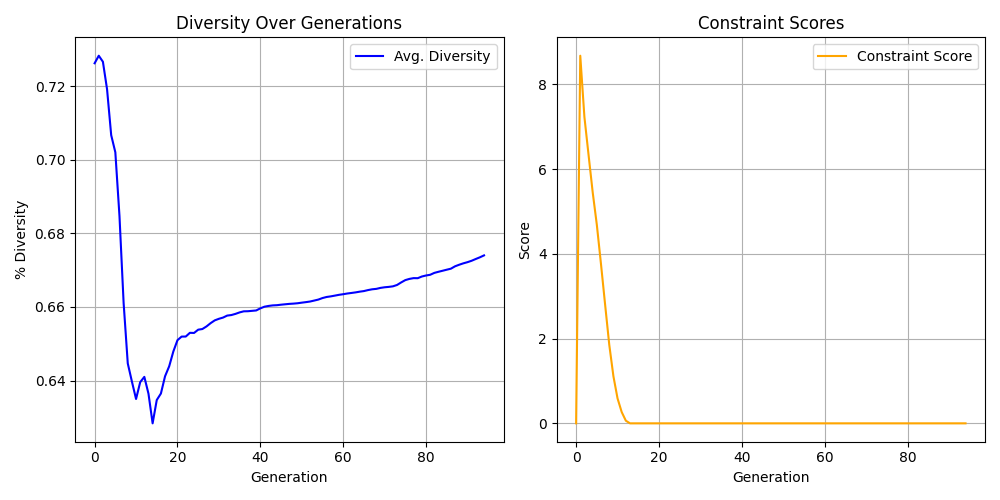 Diversity Over Generations
Avg. Diversity
% Diversity
0.72
0.70
0.68
0.66
0.64
0 20 40 60 80
Generation
Constraint Scores
Constraint Score
Score
8
6
4
2
0
0 20 40 60 80
Generation